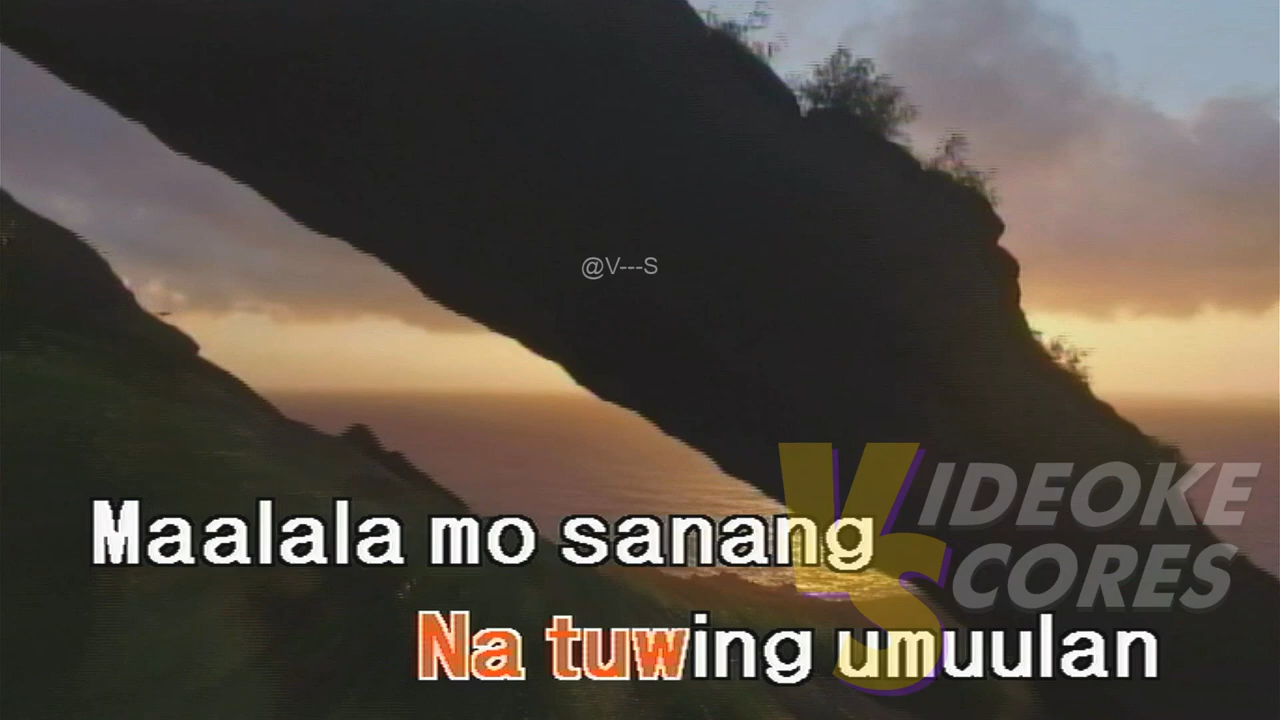 @V---S
VIDEOKE
SCORES
Maalala mo sanang
Na tuwing umuulan